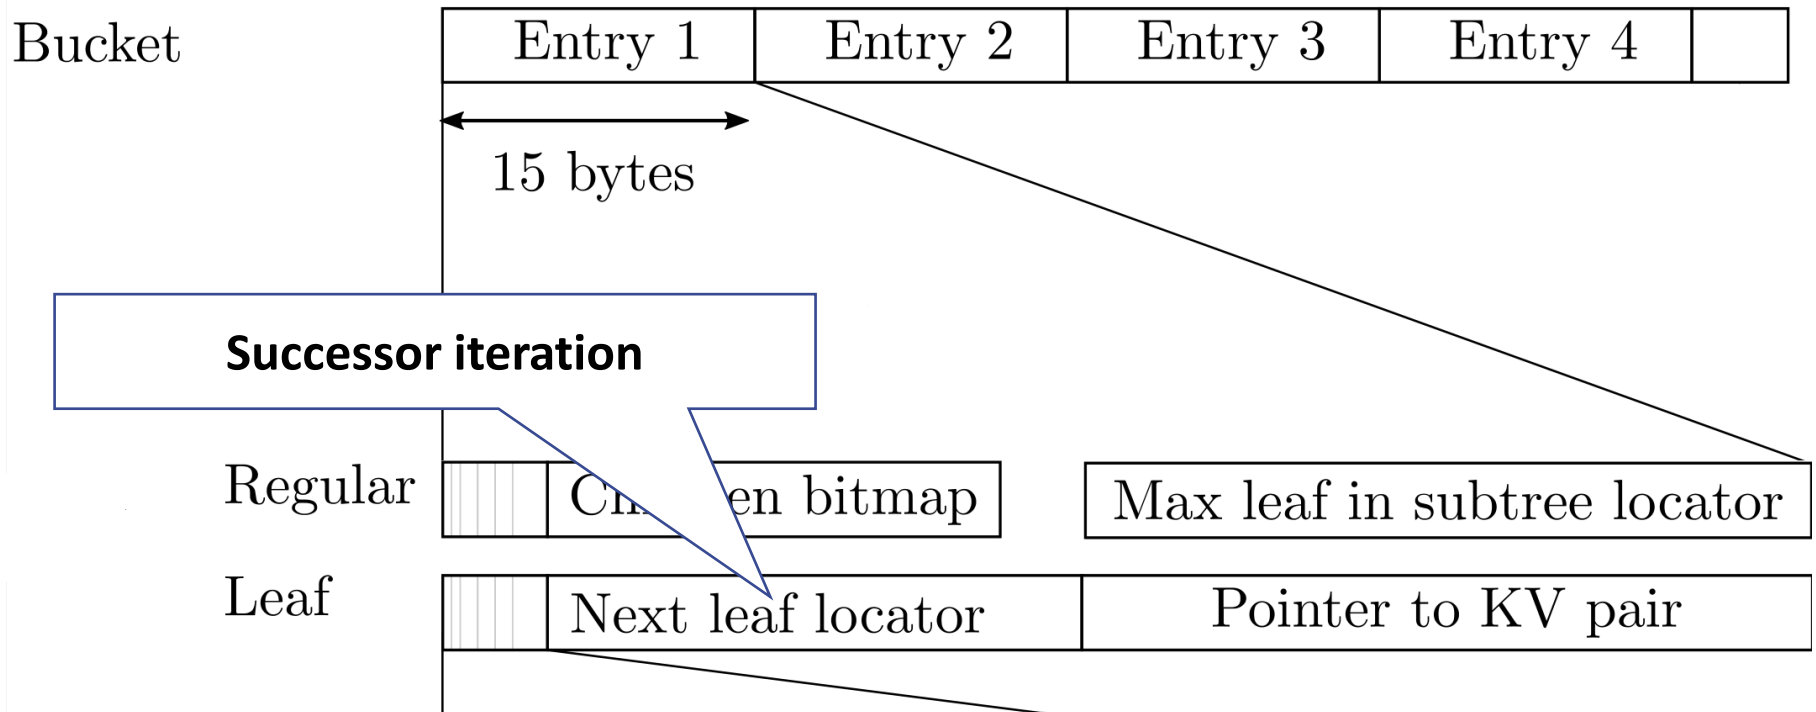 Bucket
Entry 1 Entry 2 Entry 3 Entry 4
15 bytes
Successor iteration
Regular
bitmap
Max leaf in subtree locator
Leaf
Next leaf locator
Pointer to KV pair